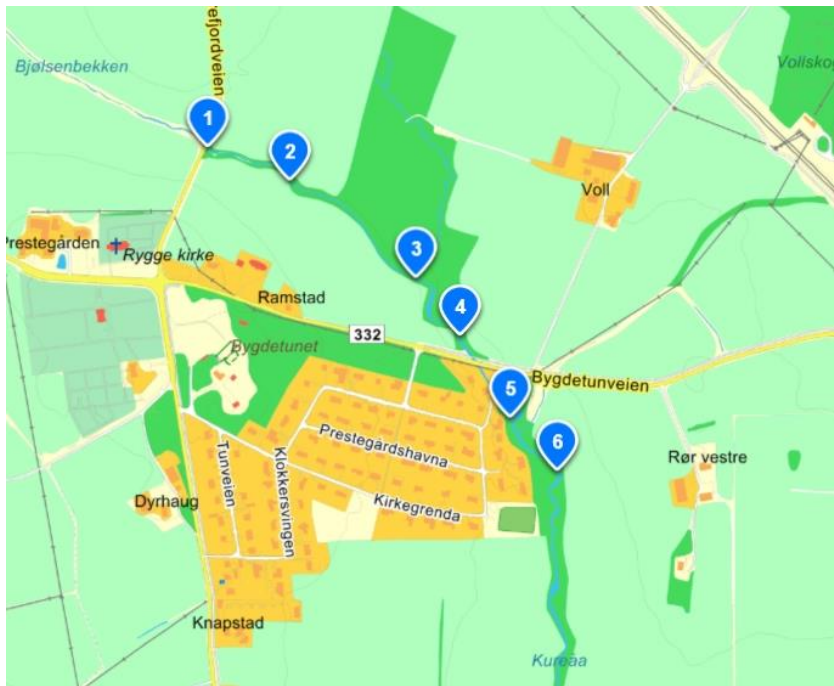 efjordveien
Bjølsenbekken
Vollsko
1
2
Voll
Prestegården
Rygge kirke
3
Ramstad
4
332
Bygdetunet
Bygdetunveien
5
Prestegårdshavna
6
Tunveien
Klokkersvingen
Rør vestre
Dyrhaug
Kirkegrenda
Knapstad
Kureåa